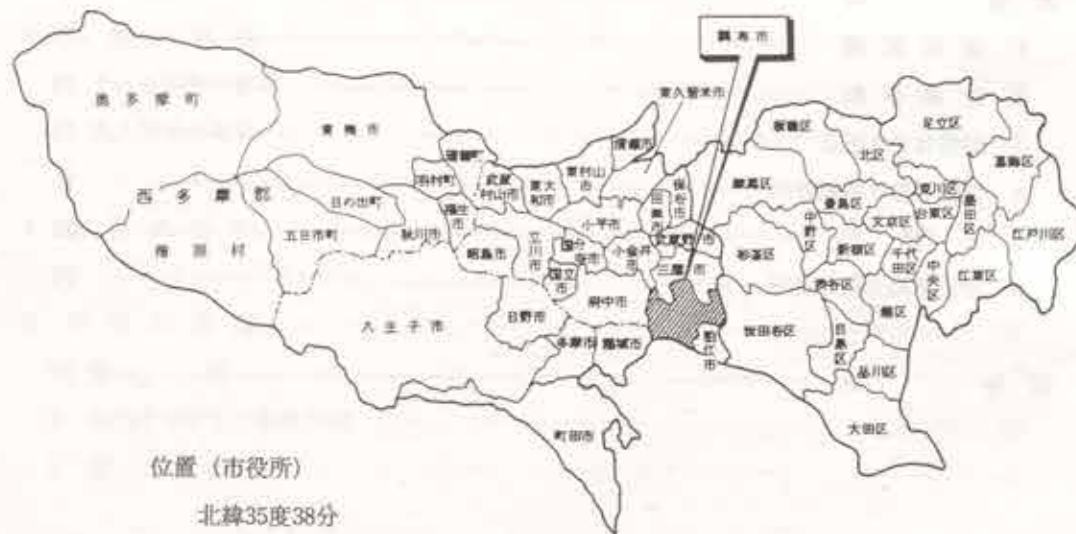 調布市
東久留米市
奥多摩町
青梅市
清瀬市
板橋区
足立区
北区
葛飾区
瑞穂町
羽村町
武蔵
村山市
東大
和市
東村山
市
保谷市
練馬区
荒川区
西多摩郡
日の出町
福生市
田無市
豊島区
文京区
台東区
墨田区
小平市
江戸川区
檜原村
五日市町
秋川市
昭島市
立川市
国分
寺市
小金井
市
武蔵野市
杉並区
中野区
新宿区
千代
田区
国立
市
三鷹市
渋谷区
中央区
江東区
府中市
港区
八王子市
日野市
世田谷区
目黒区
多摩市
稲城市
狛江市
品川区
大田区
町田市
位置(市役所)
北緯35度38分